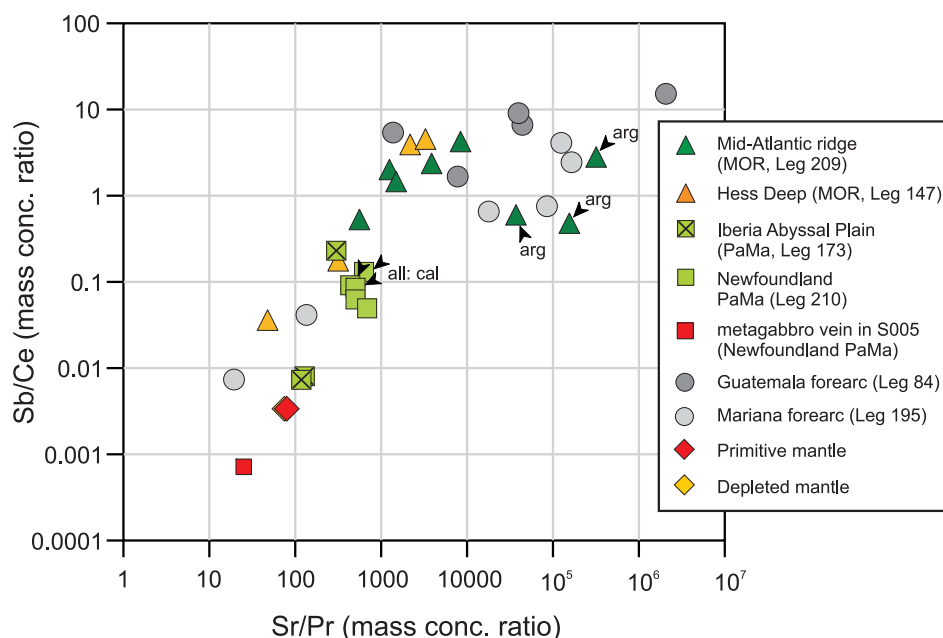 100
10
1
0.1
0.01
0.001
0.0001
Sb/Ce (mass conc. ratio)
1
10
100
1000
10000
10⁵
10⁶
10⁷
Sr/Pr (mass conc. ratio)
arg
arg
arg
all: cal
Mid-Atlantic ridge
(MOR, Leg 209)
Hess Deep (MOR, Leg 147)
Iberia Abyssal Plain
(PaMa, Leg 173)
Newfoundland
PaMa (Leg 210)
metagabbro vein in S005
(Newfoundland PaMa)
Guatemala forearc (Leg 84)
Mariana forearc (Leg 195)
Primitive mantle
Depleted mantle